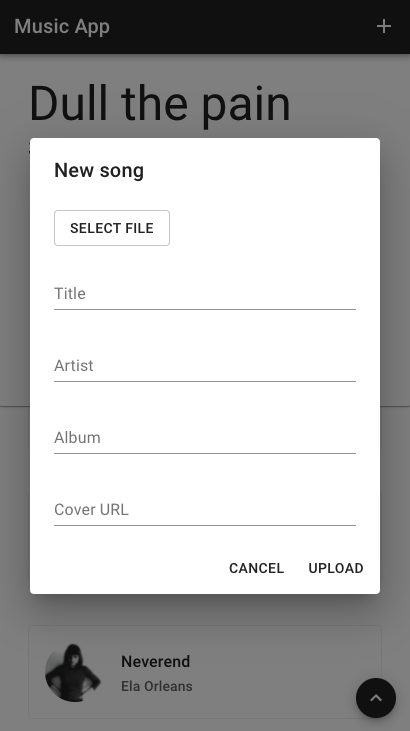 Music App
Dull the pain
New song
SELECT FILE
Title
Artist
Album
Cover URL
CANCEL
UPLOAD
Neverend
Ela Orleans